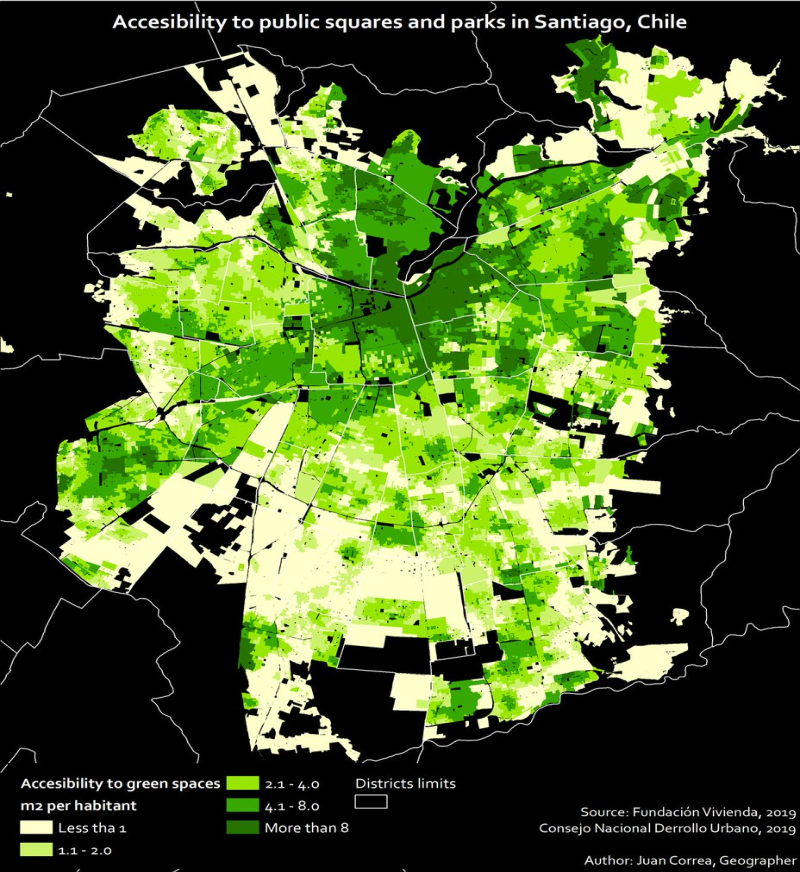 Accesibility to public squares and parks in Santiago, Chile
Accesibility to green spaces
m2 per habitant
Less tha 1
1.1 - 2.0
2.1 - 4.0
4.1 - 8.0
More than 8
Districts limits
Source: Fundación Vivienda, 2019
Consejo Nacional Derrollo Urbano, 2019
Author: Juan Correa, Geographer